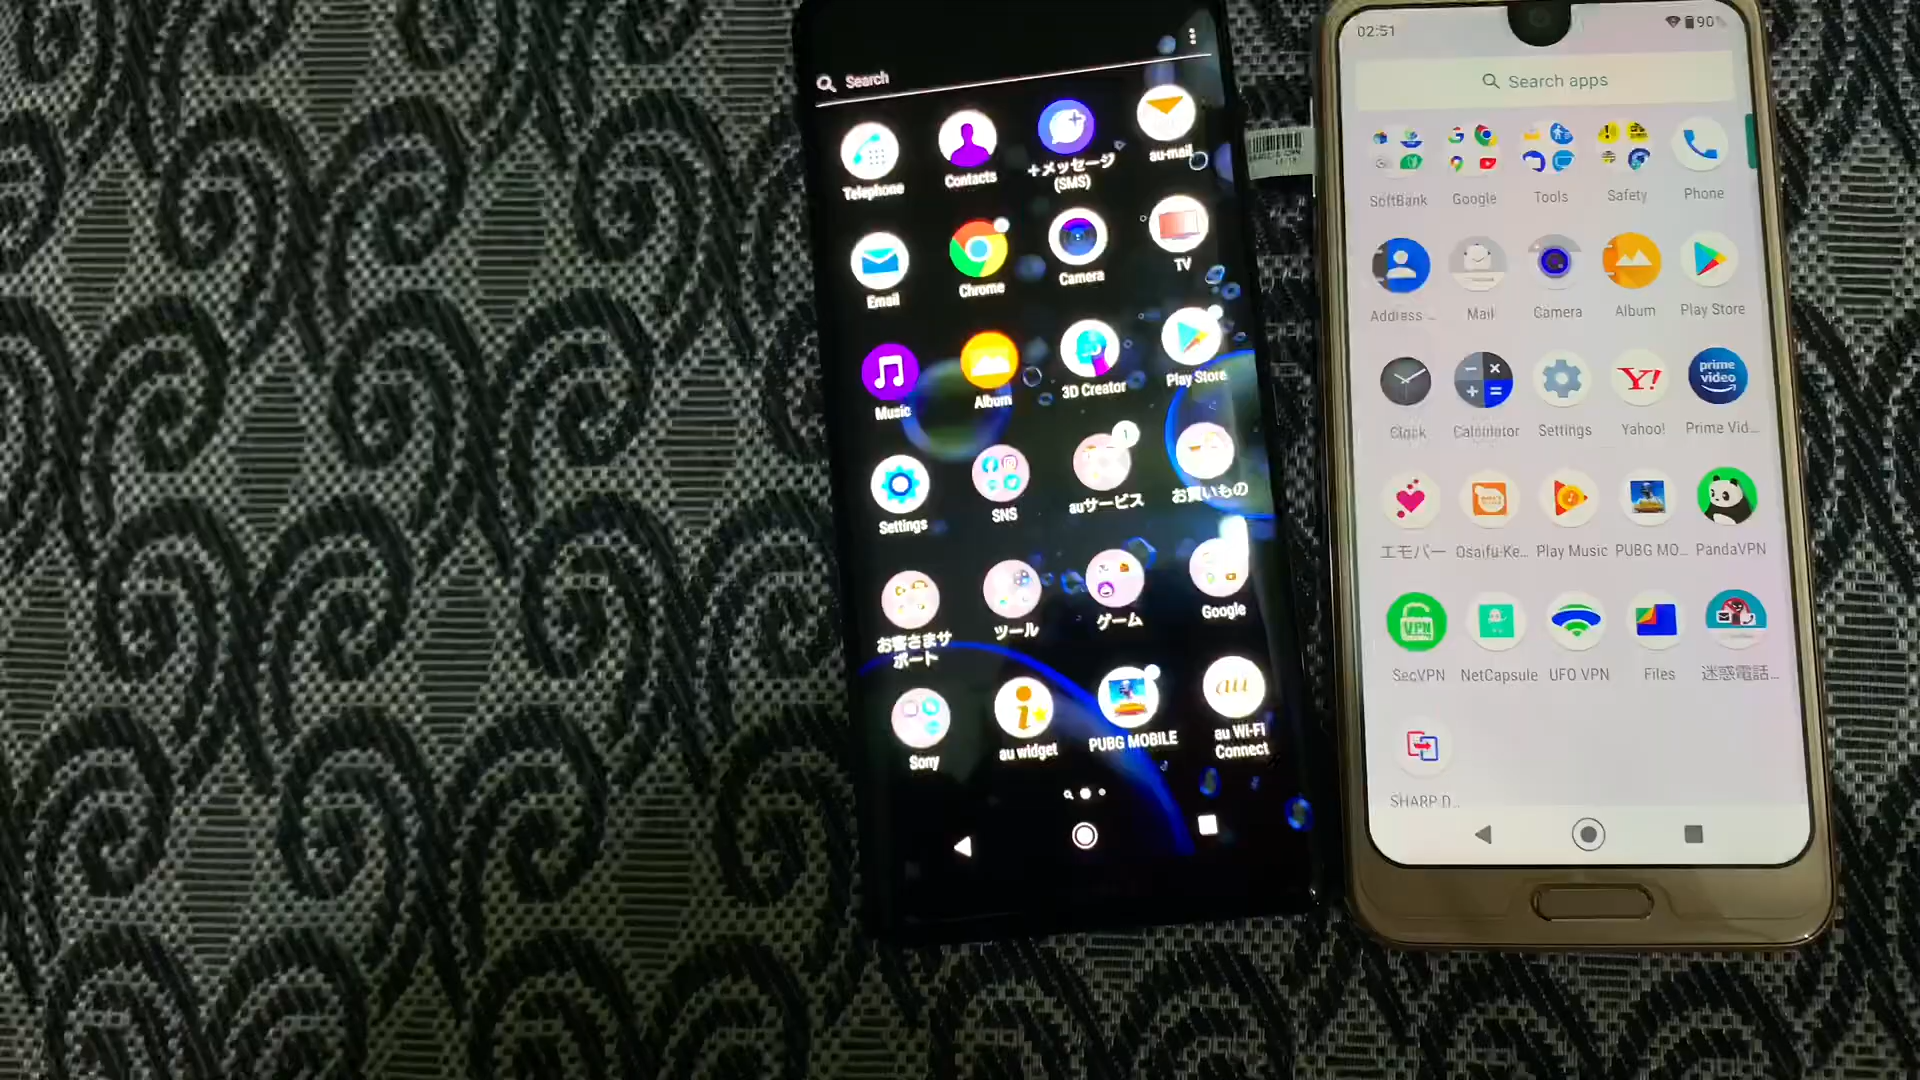 Search
Telephone
Contacts
+メッセージ
(SMS)
au-mail
Email
Chrome
Camera
TV
Music
Album
3D Creator
Play Store
Settings
SNS
1
auサービス
お買いもの
お客さまサ
ポート
ツール
ゲーム
Google
Sony
au widget
PUBG MOBILE
au
au Wi-Fi
Connect
02:51
90
Search apps
SoftBank
Google
Tools
Safety
Phone
Address ...
Mail
Camera
Album
Play Store
prime
video
Clock
Calculator
Settings
Y!
Yahoo!
Prime Vid...
エモパー
Osaifu-Ke...
Play Music
PUBG MO...
PandaVPN
VPN
SecVPN
NetCapsule
UFO VPN
Files
迷惑電話...
SHARP D...